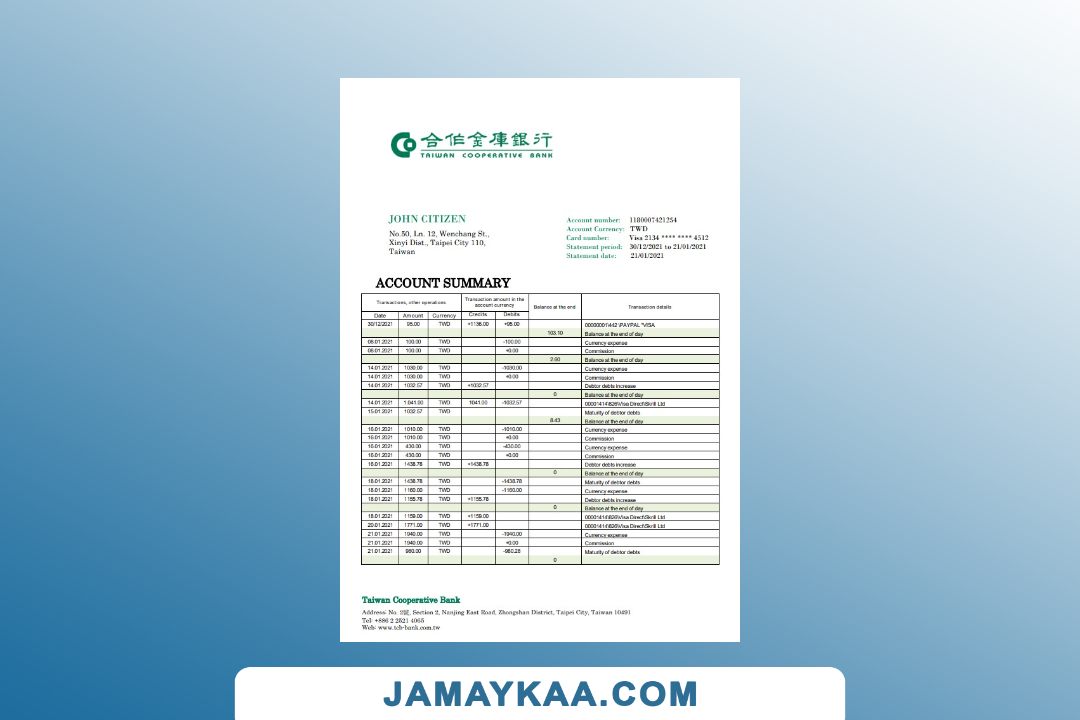 合作金庫銀行
TAIWAN COOPERATIVE BANK
JOHN CITIZEN
No.50, Ln. 12, Wenchang St.,
Xinyi Dist., Taipei City 110,
Taiwan
Account number: 1180007421254
Account Currency: TWD
Card number: Visa 2134 **** **** 4512
Statement period: 30/12/2021 to 21/01/2021
Statement date: 21/01/2021
ACCOUNT SUMMARY
Transactions, other operations Transaction amount in the account currency Balance at the end Transaction details
Date Amount Currency Credits Debits
30/12/2021 95.00 TWD +1136.00 +95.00 00000001\442 \PAYPAL *VISA
103.10 Balance at the end of day
08.01.2021 100.00 TWD -100.00 Currency expense
08.01.2021 100.00 TWD +0.00 Commission
2.60 Balance at the end of day
14.01.2021 1030.00 TWD -1030.00 Currency expense
14.01.2021 1030.00 TWD +0.00 Commission
14.01.2021 1032.57 TWD +1032.57 Debtor debts increase
0 Balance at the end of day
14.01.2021 1.041.00 TWD 1041.00 -1032.57 00001414\826\Visa Direct\Skrill Ltd
15.01.2021 1032.57 TWD Maturity of debtor debts
8.43 Balance at the end of day
16.01.2021 1010.00 TWD -1010.00 Currency expense
16.01.2021 1010.00 TWD +0.00 Commission
16.01.2021 430.00 TWD -430.00 Currency expense
16.01.2021 430.00 TWD +0.00 Commission
16.01.2021 1438.78 TWD +1438.78 Debtor debts increase
0 Balance at the end of day
18.01.2021 1438.78 TWD -1438.78 Maturity of debtor debts
18.01.2021 1160.00 TWD -1160.00 Currency expense
18.01.2021 1155.78 TWD +1155.78 Debtor debts increase
0 Balance at the end of day
18.01.2021 1159.00 TWD +1159.00 00001414\826\Visa Direct\Skrill Ltd
20.01.2021 1771.00 TWD +1771.00 00001414\826\Visa Direct\Skrill Ltd
21.01.2021 1940.00 TWD -1940.00 Currency expense
21.01.2021 1940.00 TWD +0.00 Commission
21.01.2021 980.00 TWD -980.28 Maturity of debtor debts
0
Taiwan Cooperative Bank
Address: No. 2, Section 2, Nanjing East Road, Zhongshan District, Taipei City, Taiwan 10491
Tel: +886 2 2521 4065
Web: www.tcb-bank.com.tw
JAMAYKAA.COM